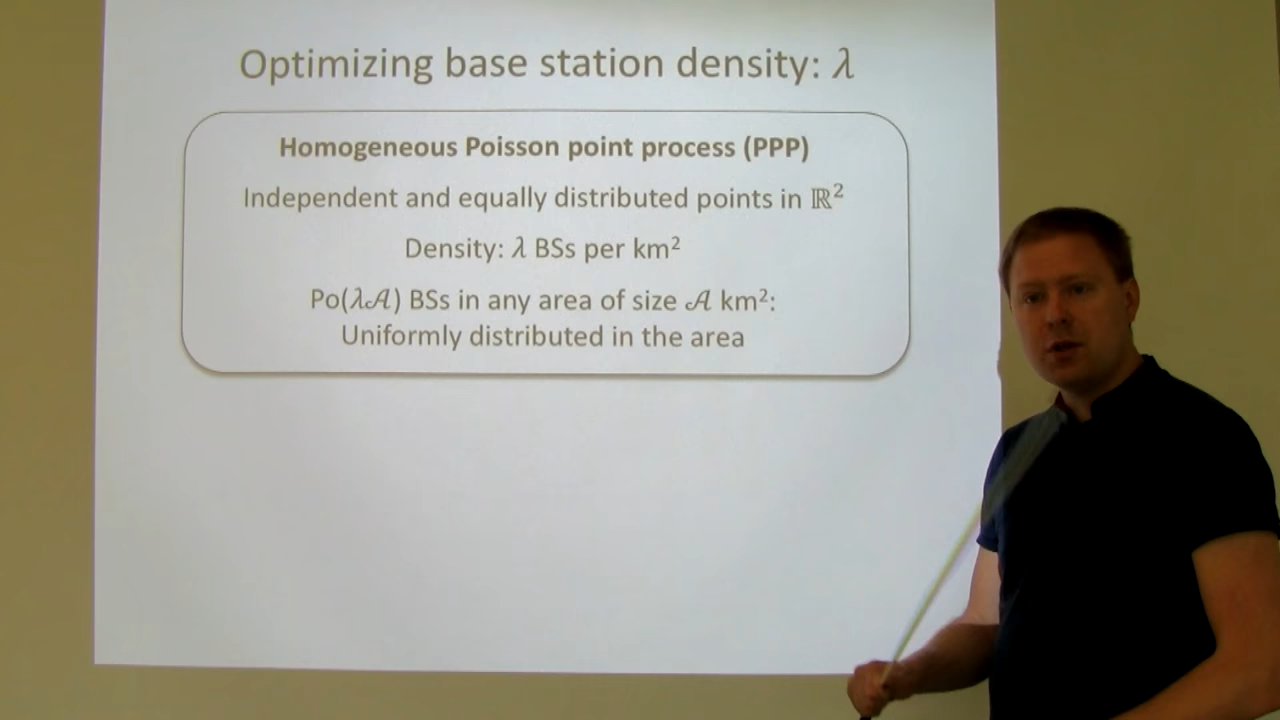 Optimizing base station density: λ
Homogeneous Poisson point process (PPP)
Independent and equally distributed points in ℝ²
Density: λ BSs per km²
Po(λ𝒜) BSs in any area of size 𝒜 km²:
Uniformly distributed in the area